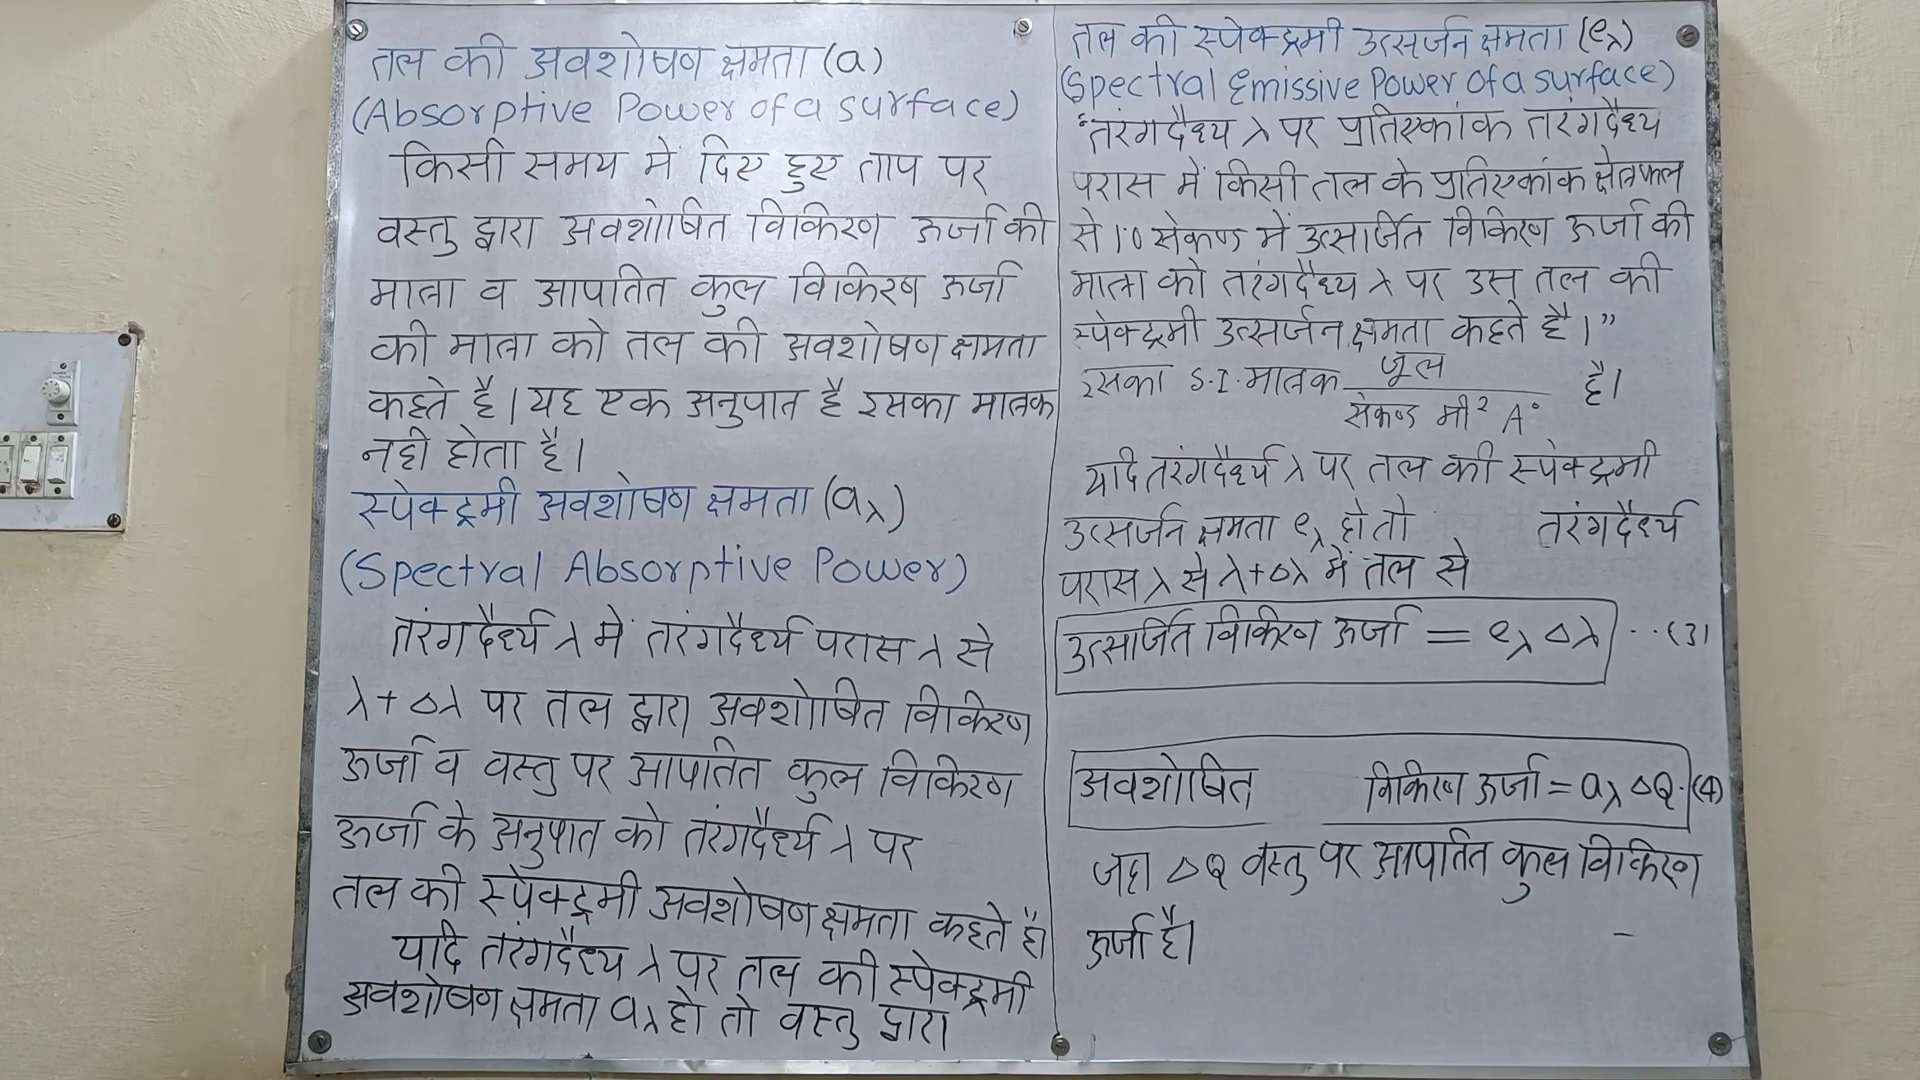 तल की अवशोषण क्षमता (a)
(Absorptive Power of a surface)
किसी समय में दिए हुए ताप पर
वस्तु द्वारा अवशोषित विकिरण ऊर्जा की
मात्रा व आपतित कुल विकिरण ऊर्जा
की मात्रा को तल की अवशोषण क्षमता
कहते है। यह एक अनुपात है इसका मात्रक
नही होता है।
स्पेक्ट्रमी अवशोषण क्षमता (aλ)
(Spectral Absorptive Power)
तरंगदैर्ध्य λ में तरंगदैर्ध्य परास λ से
λ+Δλ पर तल द्वारा अवशोषित विकिरण
ऊर्जा व वस्तु पर आपतित कुल विकिरण
ऊर्जा के अनुपात को तरंगदैर्ध्य λ पर
तल की स्पेक्ट्रमी अवशोषण क्षमता कहते है।
यदि तरंगदैध्य λ पर तल की स्पेक्ट्रमी
अवशोषण क्षमता aλ हो तो वस्तु द्वारा
तल की स्पेक्ट्रमी उत्सर्जन क्षमता (eλ)
(Spectral Emissive Power of a surface)
"तरंगदैध्य λ पर प्रतिएकांक तरंगदैध्य
परास में किसी तल के प्रतिएकांक क्षेत्रफल
से 1.0 सेकण्ड में उत्सर्जित विकिरण ऊर्जा की
मात्रा को तरंगदैध्य λ पर उस तल की
स्पेक्ट्रमी उत्सर्जन क्षमता कहते है।"
इसका S.I. मात्रक जूल / सेकण्ड मी² A° है।
यदि तरंगदैर्ध्य λ पर तल की स्पेक्ट्रमी
उत्सर्जन क्षमता eλ हो तो तरंगदैर्ध्य
परास λ से λ+Δλ में तल से
उत्सर्जित विकिरण ऊर्जा = eλ Δλ ...(3)
अवशोषित विकिरण ऊर्जा = aλ ΔQ .(4)
जहा ΔQ वस्तु पर आपतित कुल विकिरण
ऊर्जा है।